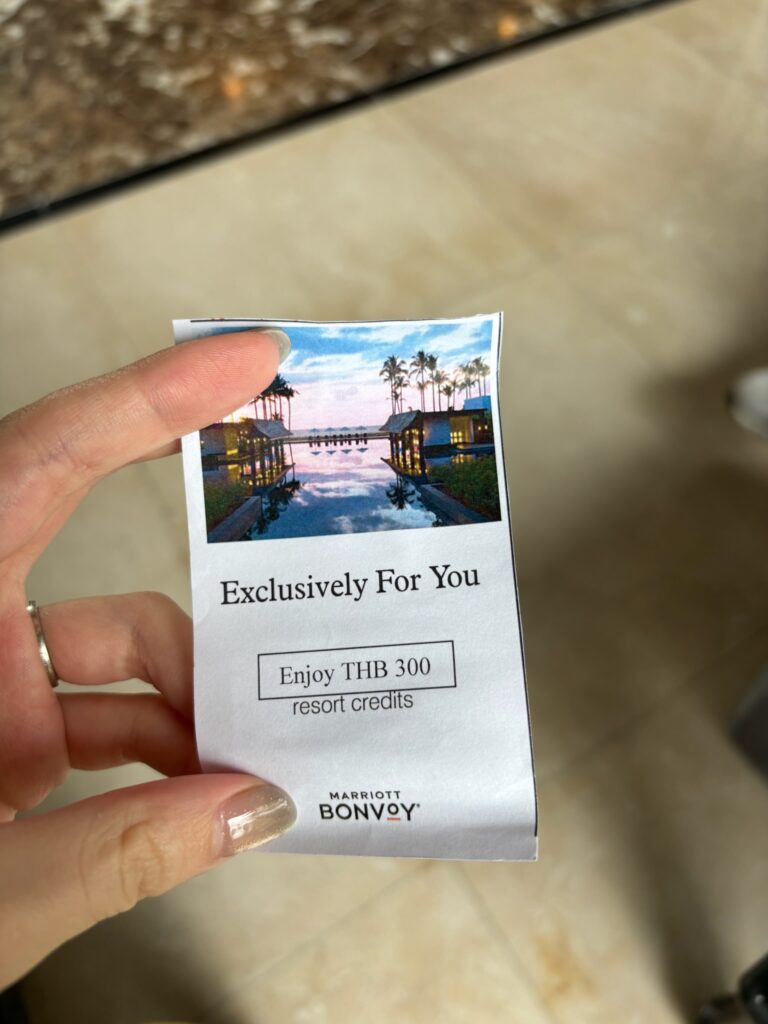 Exclusively For You
Enjoy THB 300
resort credits
MARRIOTT
BONVOY®